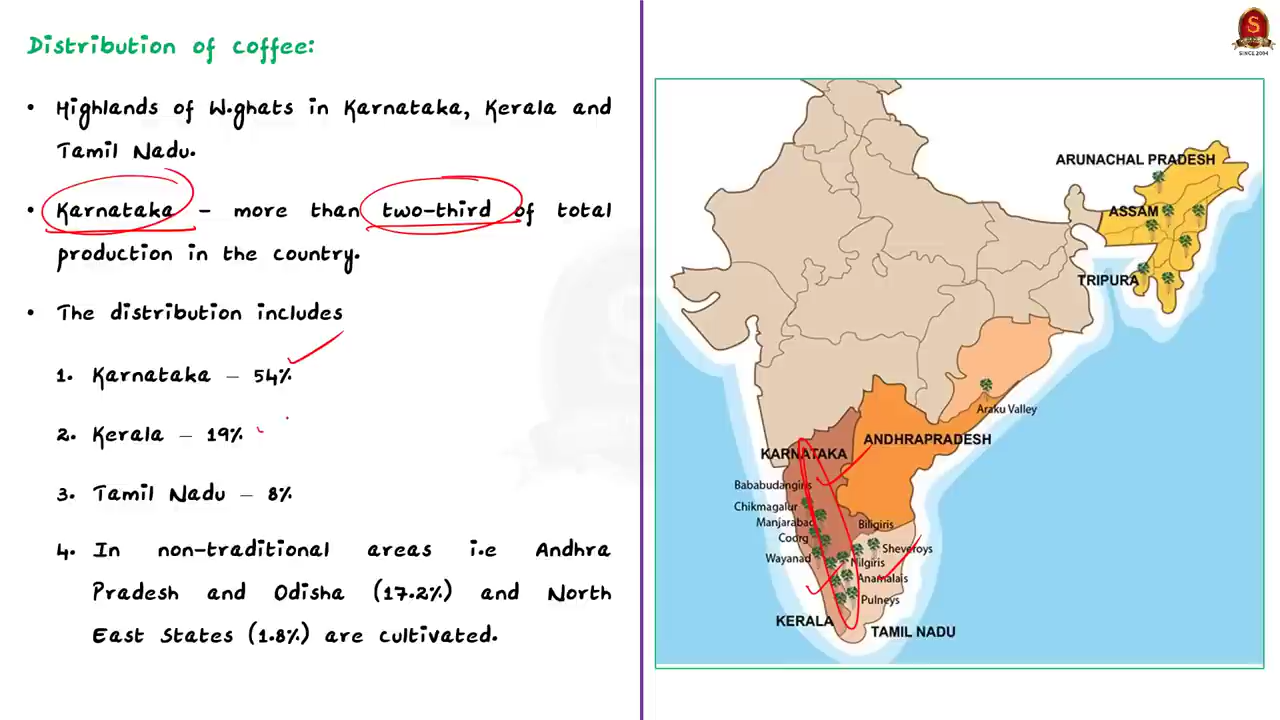 Distribution of coffee:
• Highlands of W.ghats in Karnataka, Kerala and
Tamil Nadu.
• Karnataka – more than two-third of total
production in the country.
• The distribution includes
1. Karnataka – 54%
2. Kerala – 19%
3. Tamil Nadu – 8%
4. In non-traditional areas i.e Andhra
Pradesh and Odisha (17.2%) and North
East States (1.8%) are cultivated.
S
SINCE 2004
ARUNACHAL PRADESH
ASSAM
TRIPURA
Araku Valley
ANDHRAPRADESH
KARNATAKA
Bababudangiris
Chikmagalur
Manjarabad
Biligiris
Coorg
Sheveroys
Wayanad
Nilgiris
Anamalais
Pulneys
KERALA
TAMIL NADU